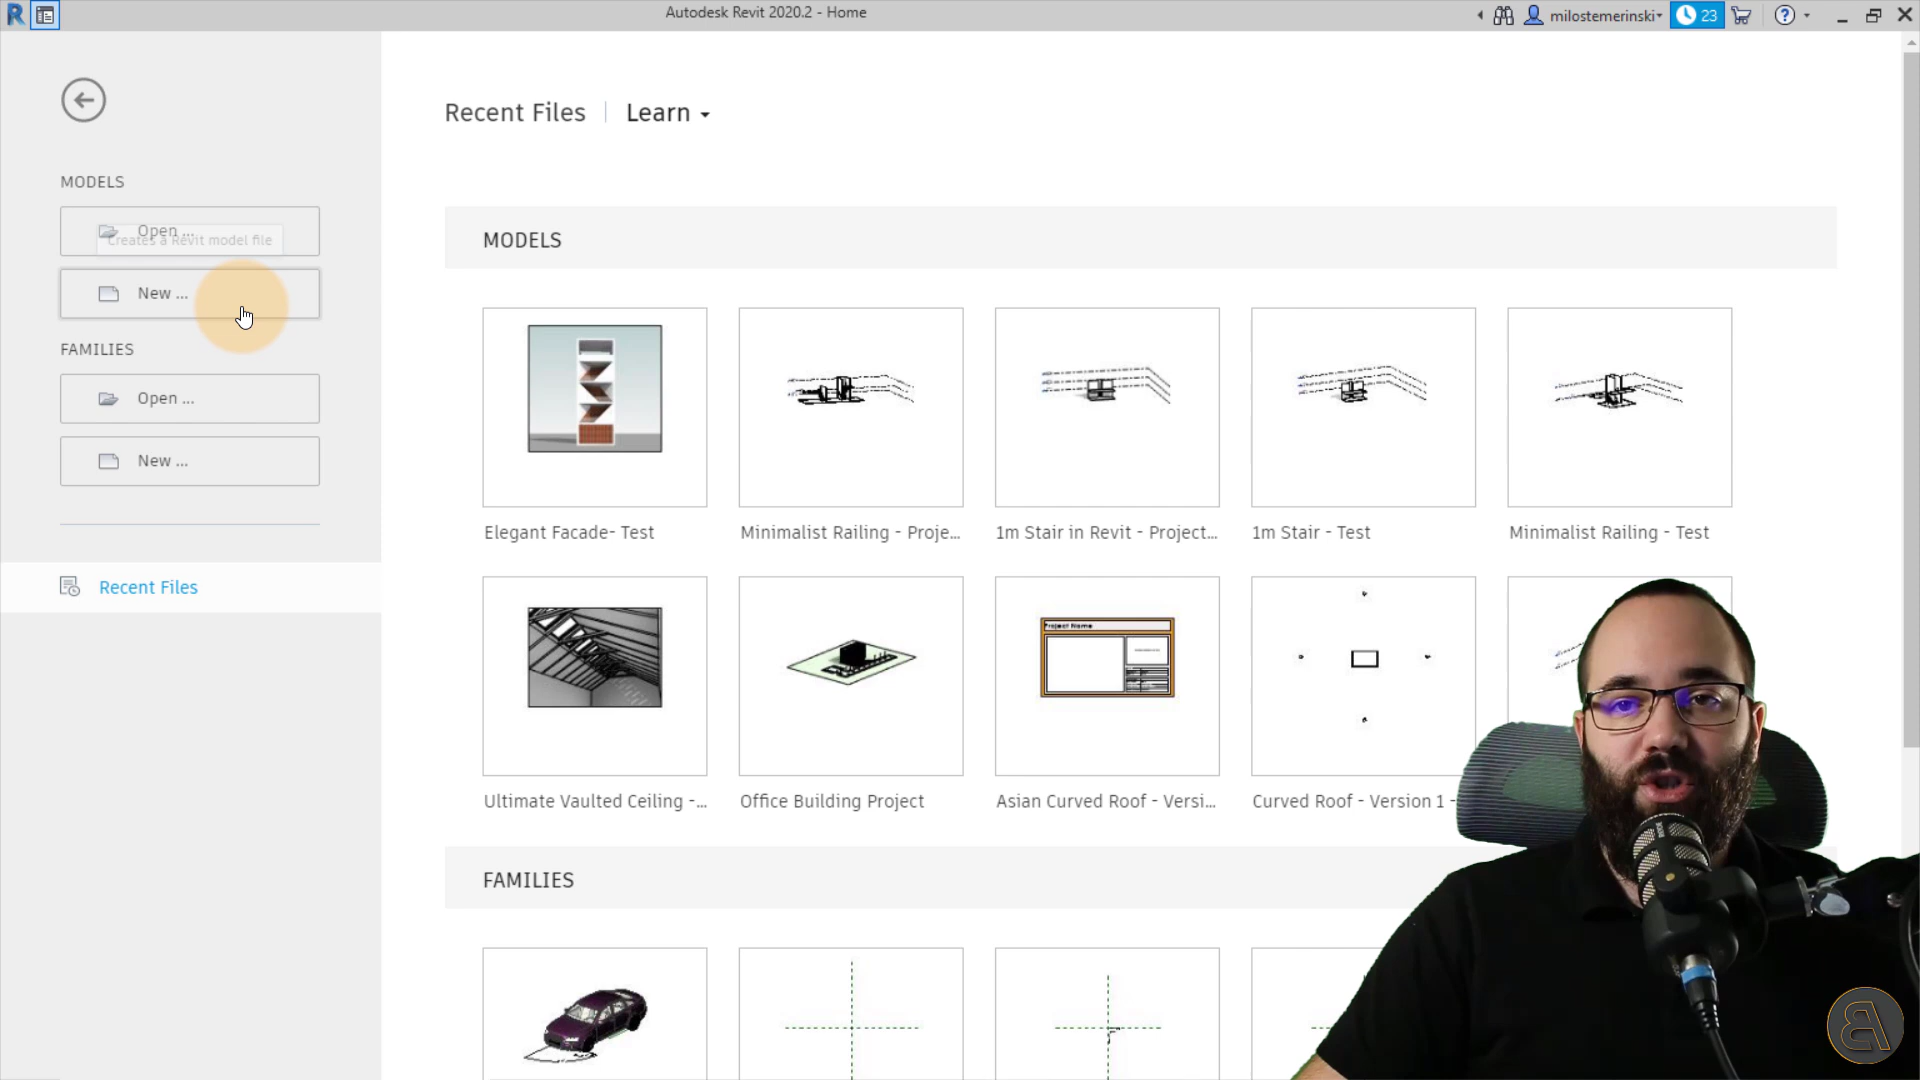 Autodesk Revit 2020.2 - Home
milostemerinski
23
Recent Files
Learn
MODELS
Open ...
Creates a Revit model file
New ...
FAMILIES
Open ...
New ...
Recent Files
MODELS
Elegant Facade- Test
Minimalist Railing - Proje...
1m Stair in Revit - Project...
1m Stair - Test
Minimalist Railing - Test
Project Name
Ultimate Vaulted Ceiling -...
Office Building Project
Asian Curved Roof - Versi...
Curved Roof - Version 1 -
FAMILIES